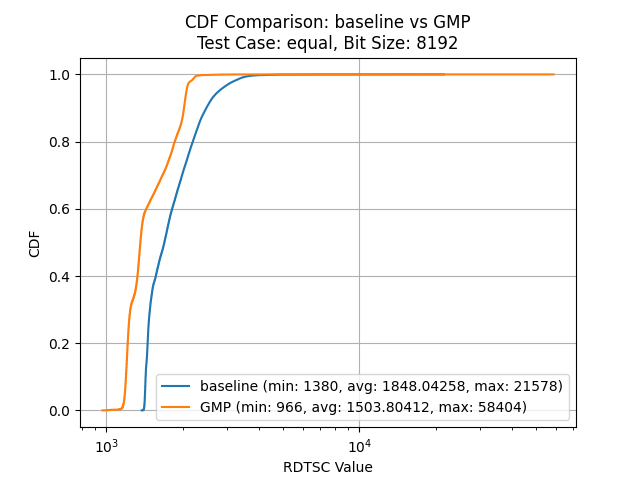 CDF Comparison: baseline vs GMP
Test Case: equal, Bit Size: 8192
1.0
0.8
0.6
0.4
0.2
0.0
CDF
baseline (min: 1380, avg: 1848.04258, max: 21578)
GMP (min: 966, avg: 1503.80412, max: 58404)
10³
10⁴
RDTSC Value